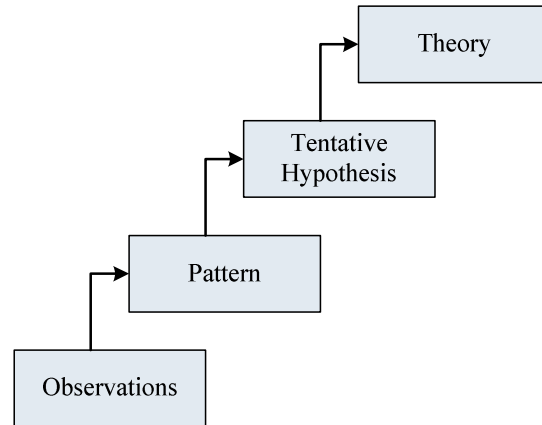 Theory
Tentative
Hypothesis
Pattern
Observations